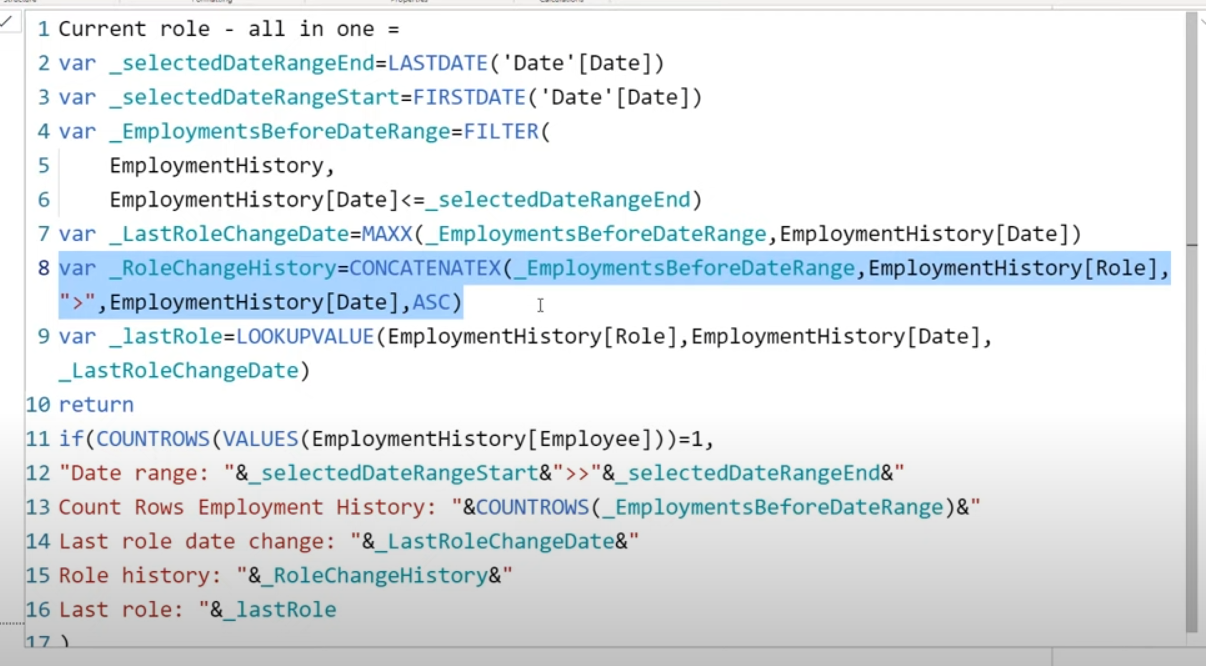 1 Current role - all in one =
2 var _selectedDateRangeEnd=LASTDATE('Date'[Date])
3 var _selectedDateRangeStart=FIRSTDATE('Date'[Date])
4 var _EmploymentsBeforeDateRange=FILTER(
5 EmploymentHistory,
6 EmploymentHistory[Date]<=_selectedDateRangeEnd)
7 var _LastRoleChangeDate=MAXX(_EmploymentsBeforeDateRange,EmploymentHistory[Date])
8 var _RoleChangeHistory=CONCATENATEX(_EmploymentsBeforeDateRange,EmploymentHistory[Role],
">",EmploymentHistory[Date],ASC)
9 var _lastRole=LOOKUPVALUE(EmploymentHistory[Role],EmploymentHistory[Date],
_LastRoleChangeDate)
10 return
11 if(COUNTROWS(VALUES(EmploymentHistory[Employee]))=1,
12 "Date range: "&_selectedDateRangeStart&">>"&_selectedDateRangeEnd&"
13 Count Rows Employment History: "&COUNTROWS(_EmploymentsBeforeDateRange)&"
14 Last role date change: "&_LastRoleChangeDate&"
15 Role history: "&_RoleChangeHistory&"
16 Last role: "&_lastRole
17 )